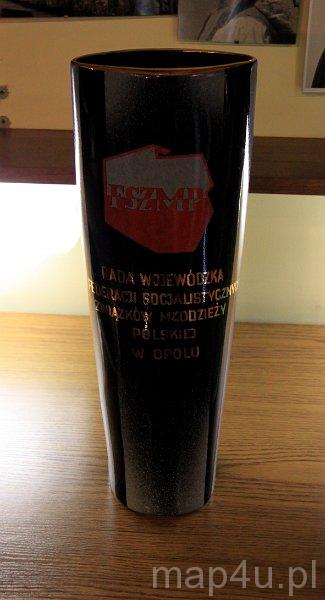 FSZMP
RADA WOJEWÓDZKA
FEDERACJI SOCJALISTYCZNYCH
ZWIĄZKÓW MŁODZIEŻY
POLSKIEJ
W OPOLU
map4u.pl